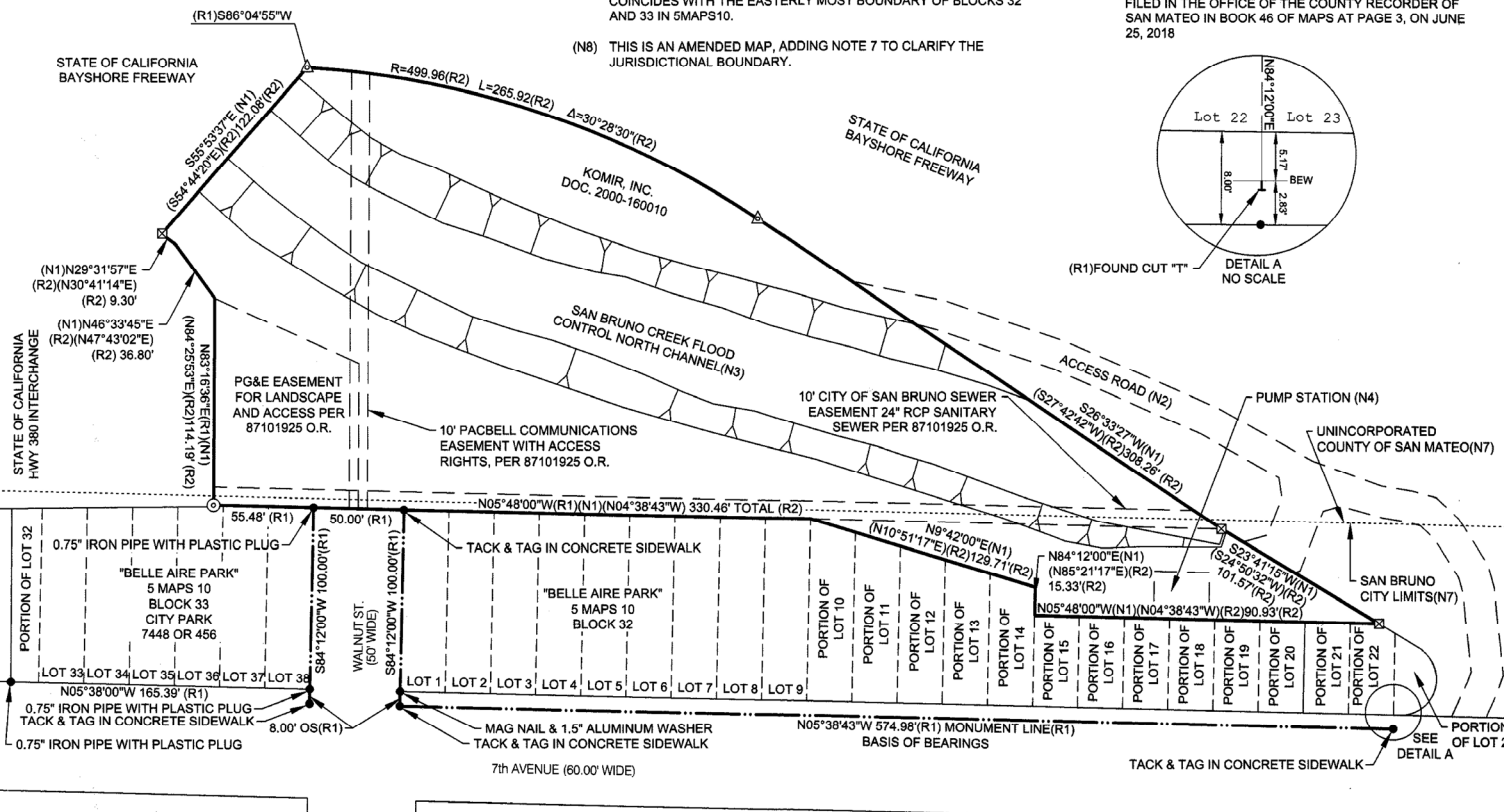 COINCIDES WITH THE EASTERLY MOST BOUNDARY OF BLOCKS 32
AND 33 IN 5MAPS10.
(N8) THIS IS AN AMENDED MAP, ADDING NOTE 7 TO CLARIFY THE
JURISDICTIONAL BOUNDARY.
FILED IN THE OFFICE OF THE COUNTY RECORDER OF
SAN MATEO IN BOOK 46 OF MAPS AT PAGE 3, ON JUNE
25, 2018
(R1)S86°04'55"W
STATE OF CALIFORNIA
BAYSHORE FREEWAY
R=499.96(R2)
L=265.92(R2)
Δ=30°28'30"(R2)
STATE OF CALIFORNIA
BAYSHORE FREEWAY
N84°12'00"E
Lot 22
Lot 23
5.17'
8.00'
BEW
2.83'
(R1)FOUND CUT "T"
DETAIL A
NO SCALE
S55°53'37"E (N1)
(S54°44'20"E)(R2)122.08'(R2)
KOMIR, INC.
DOC. 2000-160010
(N1)N29°31'57"E
(R2)(N30°41'14"E)
(R2) 9.30'
(N1)N46°33'45"E
(R2)(N47°43'02"E)
(R2) 36.80'
STATE OF CALIFORNIA
HWY 380 INTERCHANGE
N83°16'36"E(R1)(N1)
(N84°25'53"E)(R2)114.19' (R2)
SAN BRUNO CREEK FLOOD
CONTROL NORTH CHANNEL(N3)
PG&E EASEMENT
FOR LANDSCAPE
AND ACCESS PER
87101925 O.R.
10' PACBELL COMMUNICATIONS
EASEMENT WITH ACCESS
RIGHTS, PER 87101925 O.R.
10' CITY OF SAN BRUNO SEWER
EASEMENT 24" RCP SANITARY
SEWER PER 87101925 O.R.
ACCESS ROAD (N2)
S26°33'27"W(N1)
(S27°42'42"W)(R2)308.26' (R2)
PUMP STATION (N4)
UNINCORPORATED
COUNTY OF SAN MATEO(N7)
55.48' (R1)
50.00' (R1)
N05°48'00"W(R1)(N1)(N04°38'43"W) 330.46' TOTAL (R2)
N9°42'00"E(N1)
(N10°51'17"E)(R2)129.71'(R2)
N84°12'00"E(N1)
(N85°21'17"E)(R2)
15.33'(R2)
S23°41'15"W(N1)
(S24°50'32"W)(R2)
101.57'(R2)
SAN BRUNO
CITY LIMITS(N7)
N05°48'00"W(N1)(N04°38'43"W)(R2)90.93'(R2)
PORTION OF LOT 32
0.75" IRON PIPE WITH PLASTIC PLUG
"BELLE AIRE PARK"
5 MAPS 10
BLOCK 33
CITY PARK
7448 OR 456
S84°12'00"W 100.00'(R1)
WALNUT ST.
(50' WIDE)
S84°12'00"W 100.00'(R1)
TACK & TAG IN CONCRETE SIDEWALK
"BELLE AIRE PARK"
5 MAPS 10
BLOCK 32
PORTION OF
LOT 10
PORTION OF
LOT 11
PORTION OF
LOT 12
PORTION OF
LOT 13
PORTION OF
LOT 14
PORTION OF
LOT 15
PORTION OF
LOT 16
PORTION OF
LOT 17
PORTION OF
LOT 18
PORTION OF
LOT 19
PORTION OF
LOT 20
PORTION OF
LOT 21
PORTION OF
LOT 22
LOT 33
LOT 34
LOT 35
LOT 36
LOT 37
LOT 38
LOT 1
LOT 2
LOT 3
LOT 4
LOT 5
LOT 6
LOT 7
LOT 8
LOT 9
N05°38'00"W 165.39' (R1)
0.75" IRON PIPE WITH PLASTIC PLUG
TACK & TAG IN CONCRETE SIDEWALK
0.75" IRON PIPE WITH PLASTIC PLUG
8.00' OS(R1)
MAG NAIL & 1.5" ALUMINUM WASHER
TACK & TAG IN CONCRETE SIDEWALK
7th AVENUE (60.00' WIDE)
N05°38'43"W 574.98'(R1) MONUMENT LINE(R1)
BASIS OF BEARINGS
TACK & TAG IN CONCRETE SIDEWALK
SEE
DETAIL A
PORTION
OF LOT 2